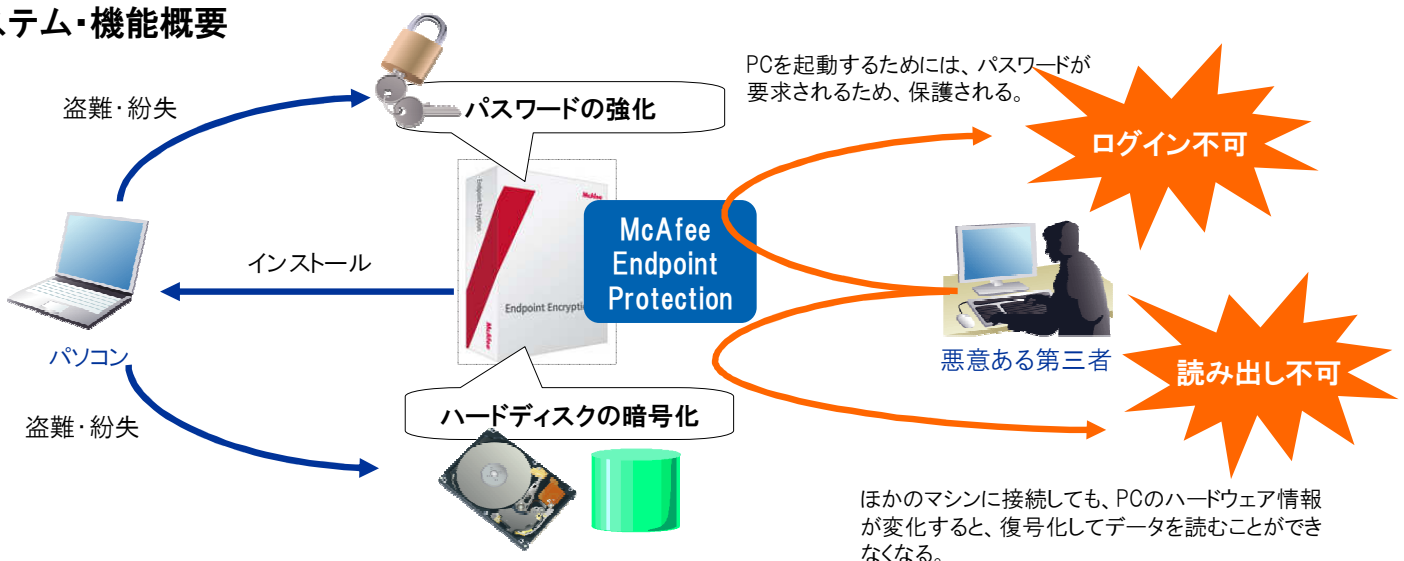 ステム・機能概要
盗難・紛失
パスワードの強化
PCを起動するためには、パスワードが
要求されるため、保護される。
ログイン不可
Endpoint Encryption
McAfee
McAfee
Endpoint
Protection
インストール
Endpoint Encryptio
McAfee
パソコン
悪意ある第三者
読み出し不可
盗難・紛失
ハードディスクの暗号化
ほかのマシンに接続しても、PCのハードウェア情報
が変化すると、復号化してデータを読むことができ
なくなる。